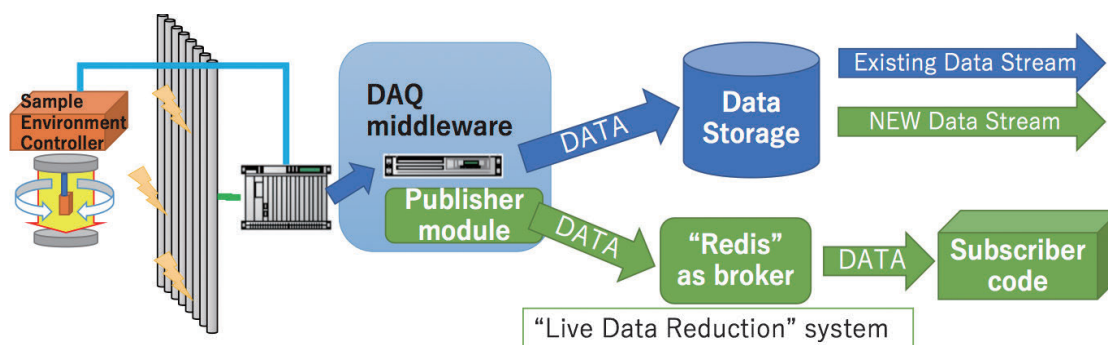 Sample
Environment
Controller
DAQ
middleware
Publisher
module
DATA
DATA
Data
Storage
Existing Data Stream
NEW Data Stream
“Redis”
as broker
DATA
Subscriber
code
“Live Data Reduction” system